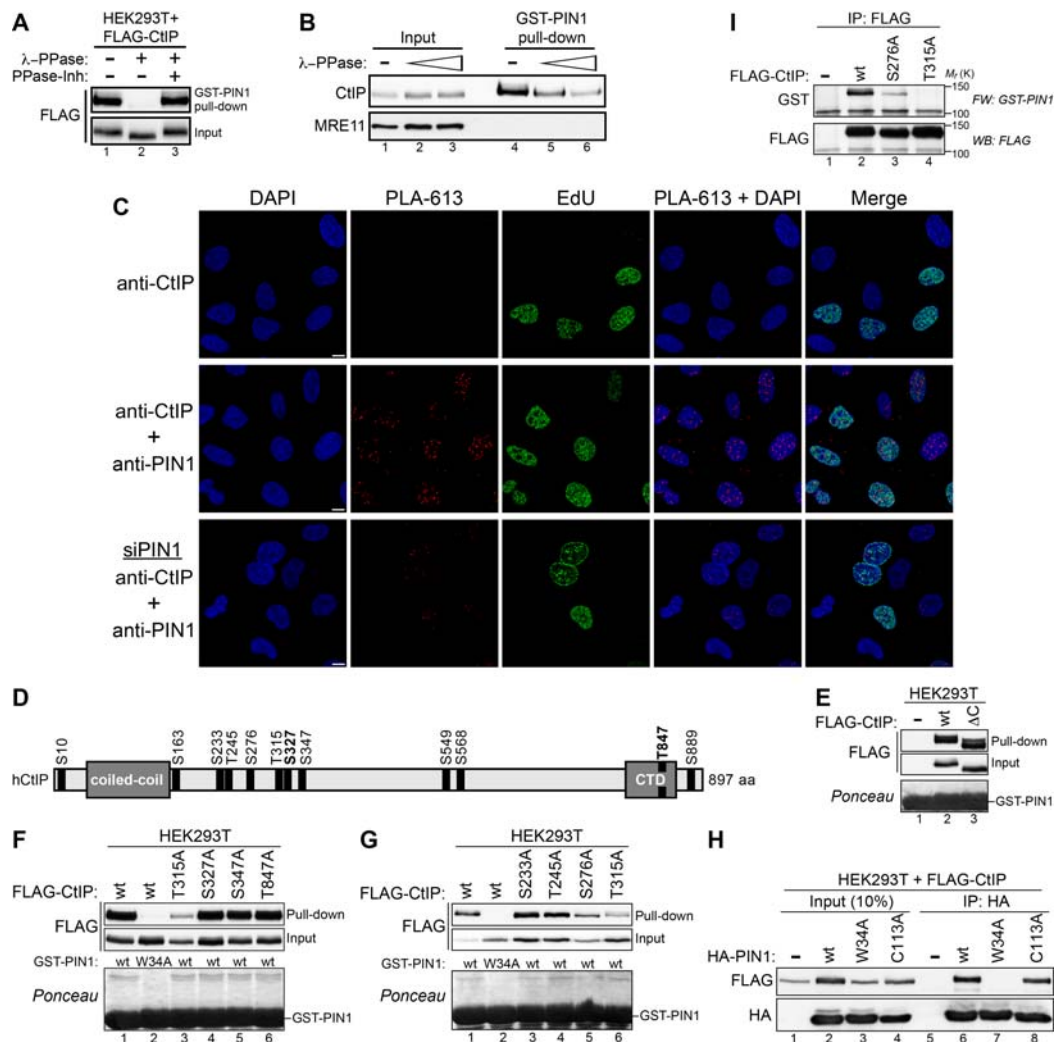 A
HEK293T+
FLAG-CtIP
λ-PPase: - + +
PPase-Inh: +
FLAG
GST-PIN1
pull-down
Input
1 2 3
B
Input
GST-PIN1
pull-down
λ-PPase: - -
CtIP
MRE11
1 2 3 4 5 6
I
IP: FLAG
FLAG-CtIP: - wt S276A T315A
Mr (K)
GST
150
100
FW: GST-PIN1
FLAG
150
100
WB: FLAG
1 2 3 4
C
DAPI PLA-613 EdU PLA-613 + DAPI Merge
anti-CtIP
anti-CtIP
+
anti-PIN1
siPIN1
anti-CtIP
+
anti-PIN1
D
S10 S163 S233 T245 S276 T315 S327 S347 S549 S568 T847 S889
hCtIP coiled-coil CTD 897 aa
E
HEK293T
FLAG-CtIP: - wt ΔC
FLAG
Pull-down
Input
Ponceau
GST-PIN1
1 2 3
F
HEK293T
FLAG-CtIP: wt wt T315A S327A S347A T847A
FLAG
Pull-down
Input
GST-PIN1: wt W34A wt wt wt wt
Ponceau
GST-PIN1
1 2 3 4 5 6
G
HEK293T
FLAG-CtIP: wt wt S233A T245A S276A T315A
FLAG
Pull-down
Input
GST-PIN1: wt W34A wt wt wt wt
Ponceau
GST-PIN1
1 2 3 4 5 6
H
HEK293T + FLAG-CtIP
Input (10%) IP: HA
HA-PIN1: - wt W34A C113A - wt W34A C113A
FLAG
HA
1 2 3 4 5 6 7 8